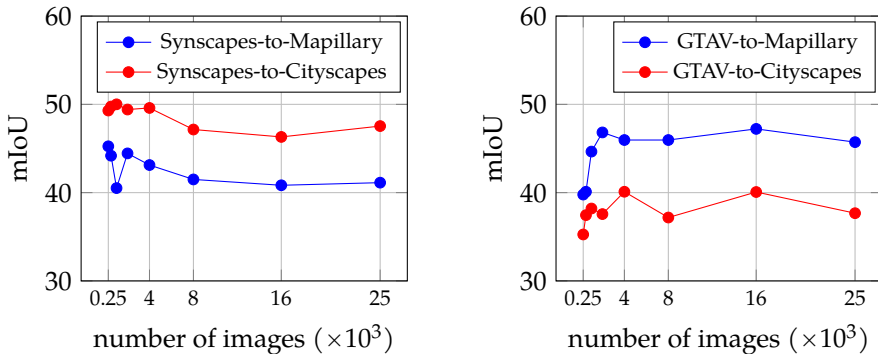 60
50
40
30
mIoU
Synscapes-to-Mapillary
Synscapes-to-Cityscapes
0.25 4 8 16 25
number of images (×10³)
60
50
40
30
mIoU
GTAV-to-Mapillary
GTAV-to-Cityscapes
0.25 4 8 16 25
number of images (×10³)